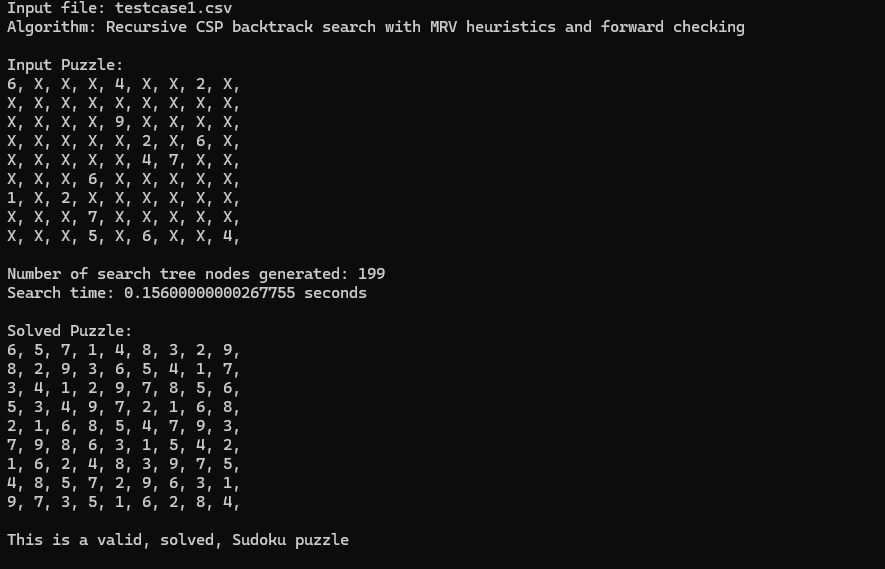 Input file: testcase1.csv
Algorithm: Recursive CSP backtrack search with MRV heuristics and forward checking
Input Puzzle:
6, X, X, X, 4, X, X, 2, X,
X, X, X, X, X, X, X, X, X,
X, X, X, X, 9, X, X, X, X,
X, X, X, X, X, 2, X, 6, X,
X, X, X, X, X, 4, 7, X, X,
X, X, X, 6, X, X, X, X, X,
1, X, 2, X, X, X, X, X, X,
X, X, X, 7, X, X, X, X, X,
X, X, X, 5, X, 6, X, X, 4,
Number of search tree nodes generated: 199
Search time: 0.15600000000267755 seconds
Solved Puzzle:
6, 5, 7, 1, 4, 8, 3, 2, 9,
8, 2, 9, 3, 6, 5, 4, 1, 7,
3, 4, 1, 2, 9, 7, 8, 5, 6,
5, 3, 4, 9, 7, 2, 1, 6, 8,
2, 1, 6, 8, 5, 4, 7, 9, 3,
7, 9, 8, 6, 3, 1, 5, 4, 2,
1, 6, 2, 4, 8, 3, 9, 7, 5,
4, 8, 5, 7, 2, 9, 6, 3, 1,
9, 7, 3, 5, 1, 6, 2, 8, 4,
This is a valid, solved, Sudoku puzzle